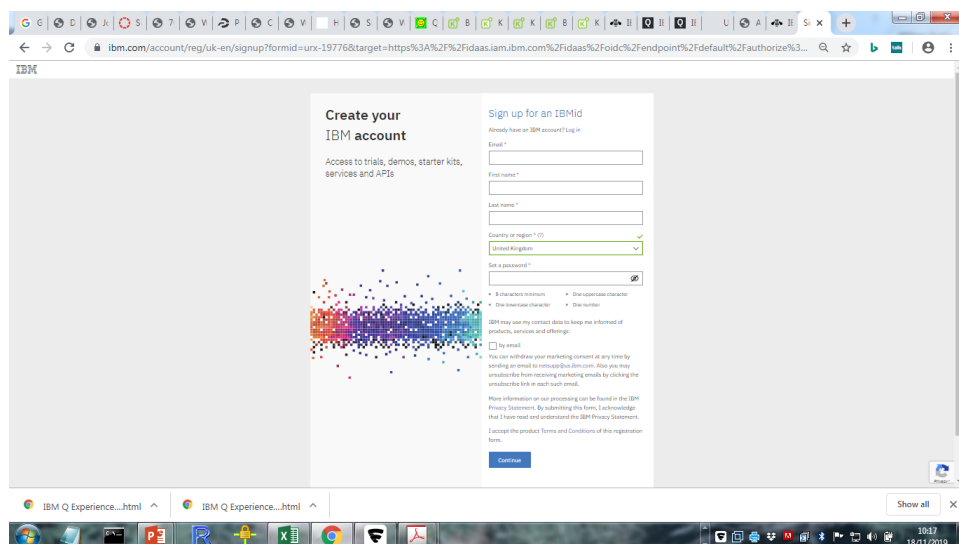 ibm.com/account/reg/uk-en/signup?formid=urx-19776&target=https%3A%2F%2Fidaas.iam.ibm.com%2Fidaas%2Foidc%2Fendpoint%2Fdefault%2Fauthorize%3...
IBM
Create your
IBM account
Access to trials, demos, starter kits,
services and APIs
Sign up for an IBMid
Already have an IBM account? Log in
Email *
First name *
Last name *
Country or region * (?)
United Kingdom
Set a password *
• 8 characters minimum • One uppercase character
• One lowercase character • One number
IBM may use my contact data to keep me informed of
products, services and offerings:
by email
You can withdraw your marketing consent at any time by
sending an email to netsupp@us.ibm.com. Also you may
unsubscribe from receiving marketing emails by clicking the
unsubscribe link in each such email.
More information on our processing can be found in the IBM
Privacy Statement. By submitting this form, I acknowledge
that I have read and understand the IBM Privacy Statement.
I accept the product Terms and Conditions of this registration
form.
Continue
IBM Q Experience....html
IBM Q Experience....html
Show all
10:17
18/11/2019